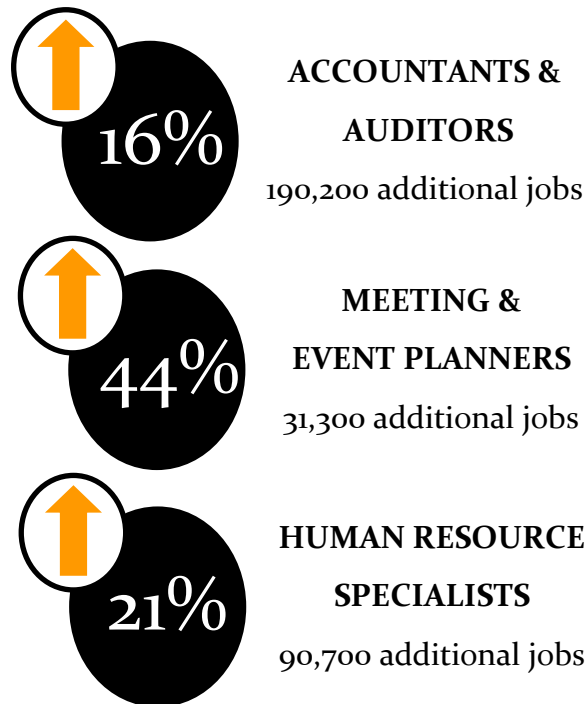 16%
ACCOUNTANTS &
AUDITORS
190,200 additional jobs
44%
MEETING &
EVENT PLANNERS
31,300 additional jobs
21%
HUMAN RESOURCE
SPECIALISTS
90,700 additional jobs